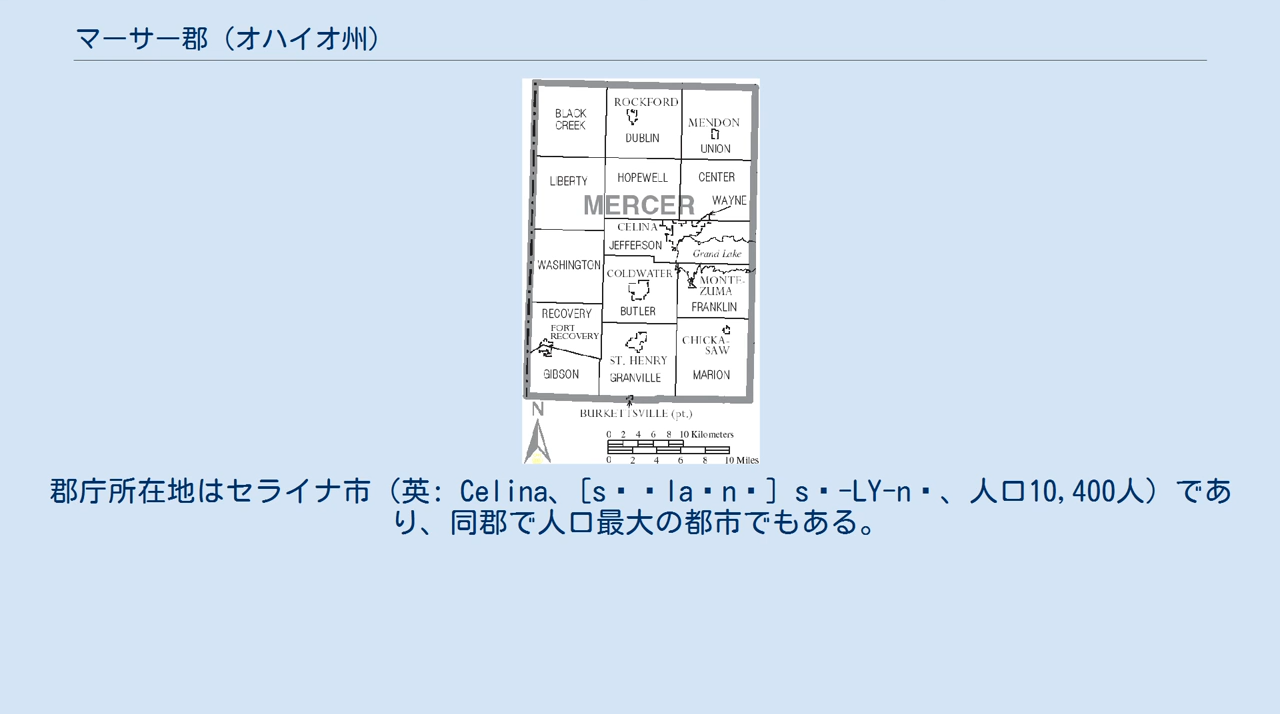 マーサー郡（オハイオ州）
ROCKFORD
BLACK
CREEK
DUBLIN
MENDON
UNION
LIBERTY
HOPEWELL
CENTER
MERCER
WAYNE
CELINA
JEFFERSON
Grand Lake
WASHINGTON
COLDWATER
MONTE-
ZUMA
BUTLER
FRANKLIN
RECOVERY
FORT
RECOVERY
CHICKA-
SAW
ST. HENRY
GIBSON
GRANVILLE
MARION
BURKETTSVILLE (pt.)
N
0 2 4 6 8 10 Kilometers
0 2 4 6 8 10 Miles
郡庁所在地はセライナ市（英: Celina、[s▪▪la▪n▪] s▪-LY-n▪、人口10,400人）であ
り、同郡で人口最大の都市でもある。